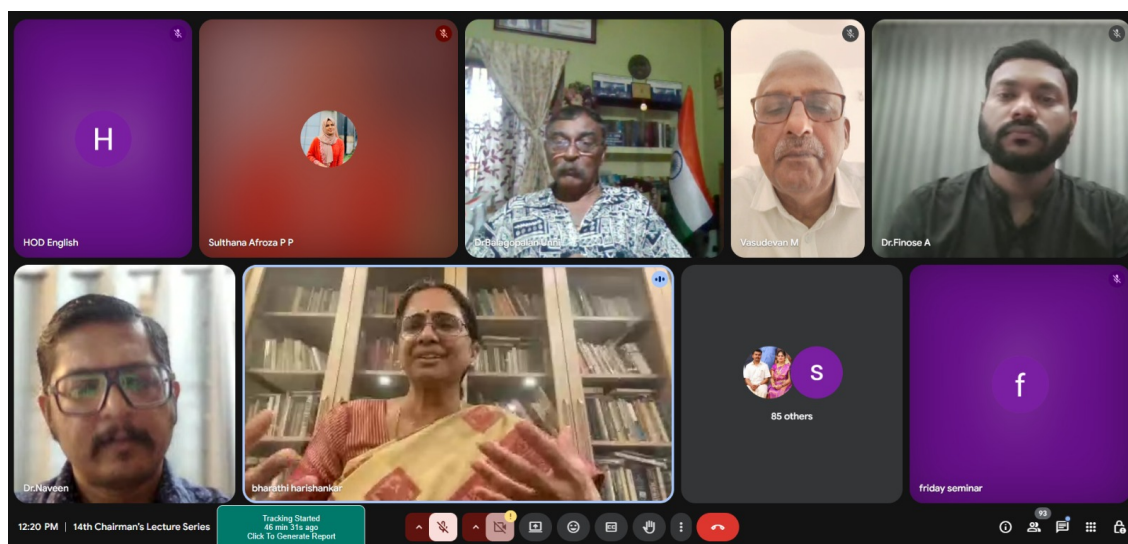 H
HOD English
Sulthana Afroza P P
Dr.Balagopalan Unni
Vasudevan M
Dr.Finose A
Dr.Naveen
bharathi harishankar
S
85 others
f
friday seminar
12:20 PM | 14th Chairman's Lecture Series
Tracking Started
46 min 31s ago
Click To Generate Report
93